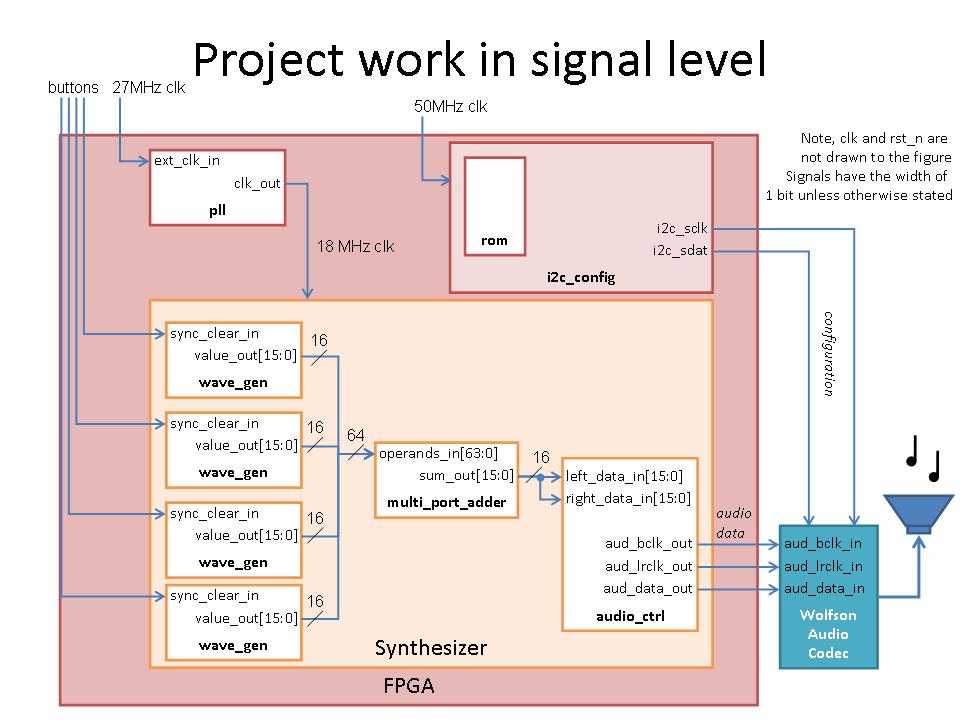 Project work in signal level
buttons
27MHz clk
50MHz clk
Note, clk and rst_n are
not drawn to the figure
Signals have the width of
1 bit unless otherwise stated
ext_clk_in
clk_out
pll
18 MHz clk
rom
i2c_sclk
i2c_sdat
i2c_config
configuration
sync_clear_in
value_out[15:0]
wave_gen
16
sync_clear_in
value_out[15:0]
wave_gen
16
64
sync_clear_in
value_out[15:0]
wave_gen
16
sync_clear_in
value_out[15:0]
wave_gen
16
operands_in[63:0]
sum_out[15:0]
multi_port_adder
16
left_data_in[15:0]
right_data_in[15:0]
aud_bclk_out
aud_lrclk_out
aud_data_out
audio_ctrl
audio
data
aud_bclk_in
aud_lrclk_in
aud_data_in
Wolfson
Audio
Codec
Synthesizer
FPGA